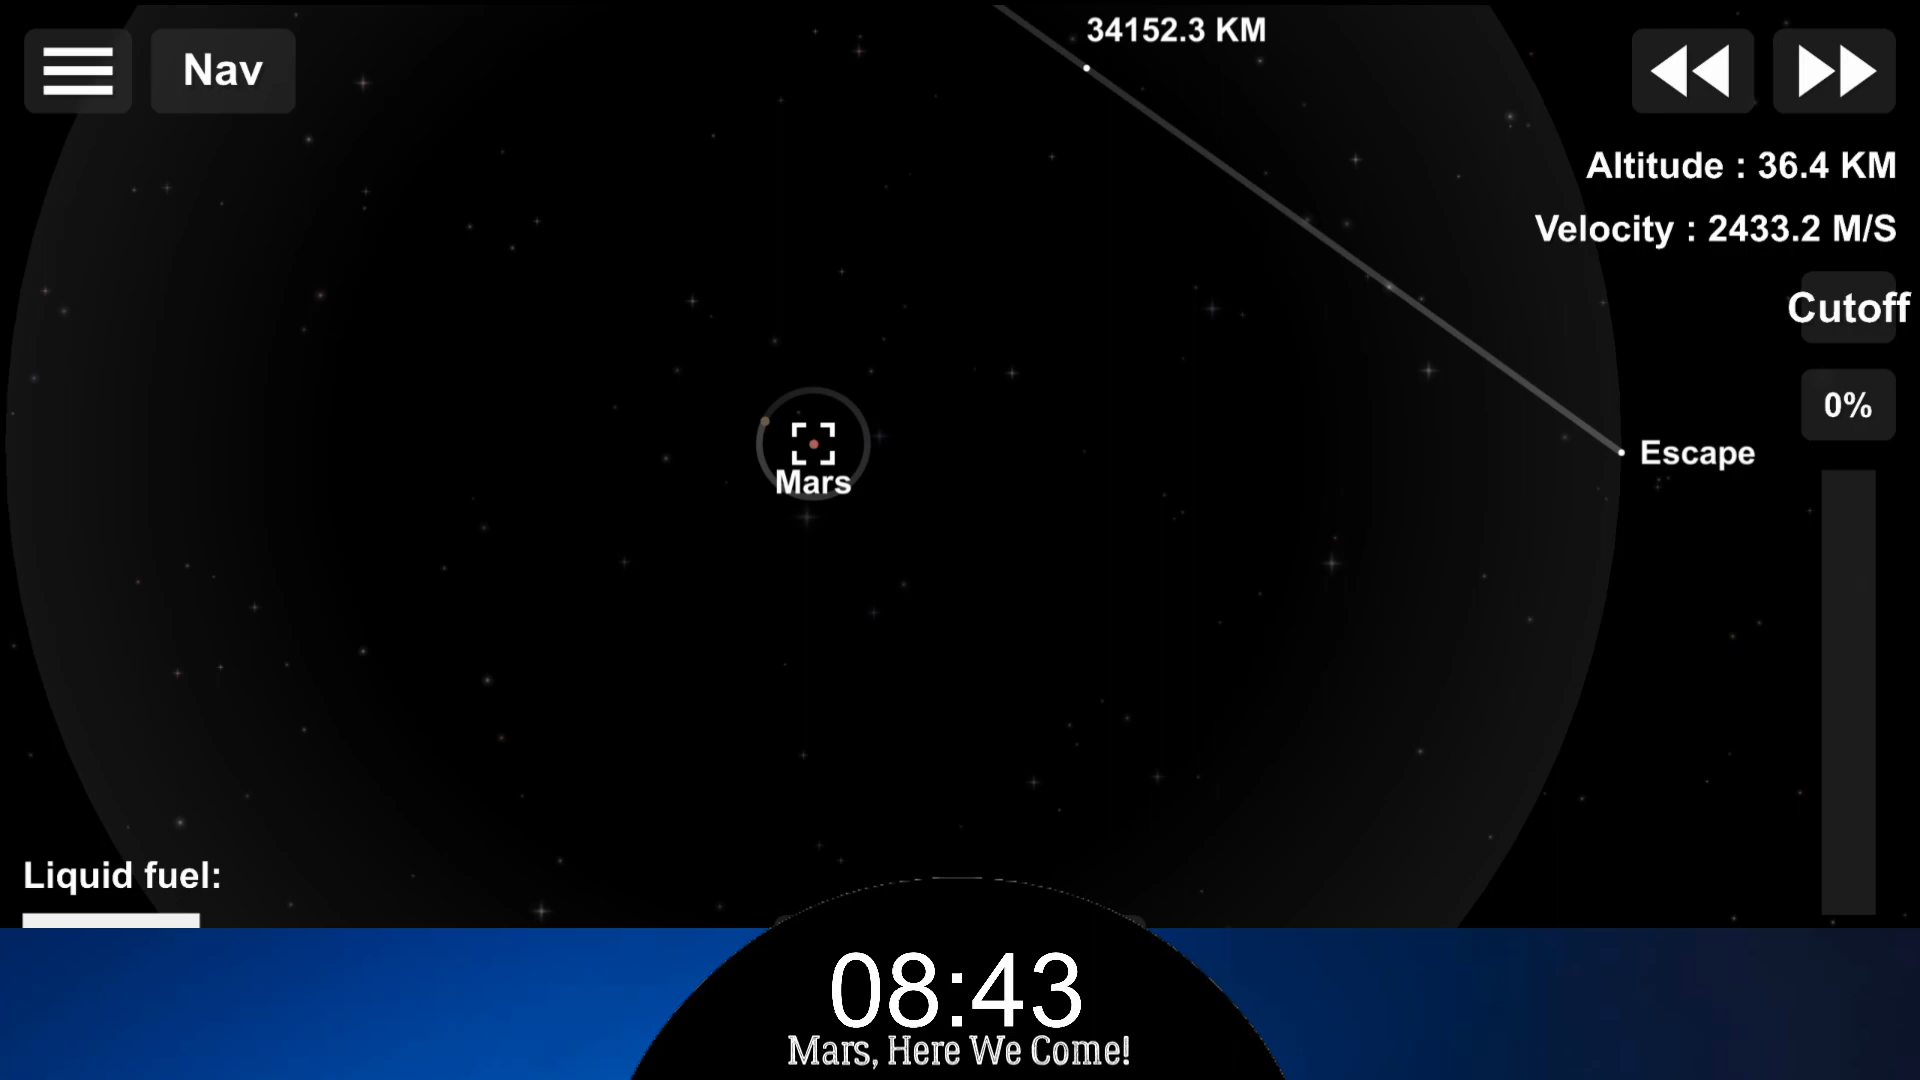 34152.3 KM
Nav
Altitude : 36.4 KM
Velocity : 2433.2 M/S
Cutoff
0%
Mars
Escape
Liquid fuel:
08:43
Mars, Here We Come!